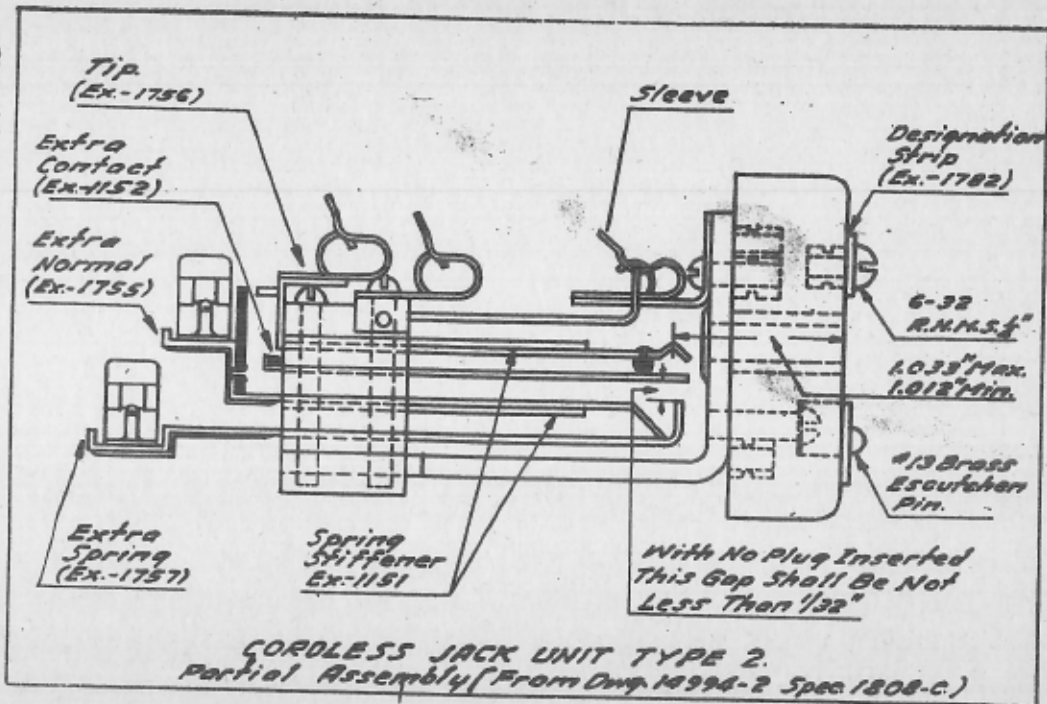 Tip
(Ex.-1756)
Extra
Contact
(Ex.-1152)
Extra
Normal
(Ex.-1755)
Sleeve
Designation
Strip
(Ex.-1782)
6-32
R.H.M.S. ½"
1.033" Max.
1.012" Min.
#13 Brass
Escutcheon
Pin.
Extra
Spring
(Ex.-1757)
Spring
Stiffener
Ex-1151
With No Plug Inserted
This Gap Shall Be Not
Less Than 1/32"
CORDLESS JACK UNIT TYPE 2.
Partial Assembly (From Dwg. 14994-2 Spec. 1808-C.)